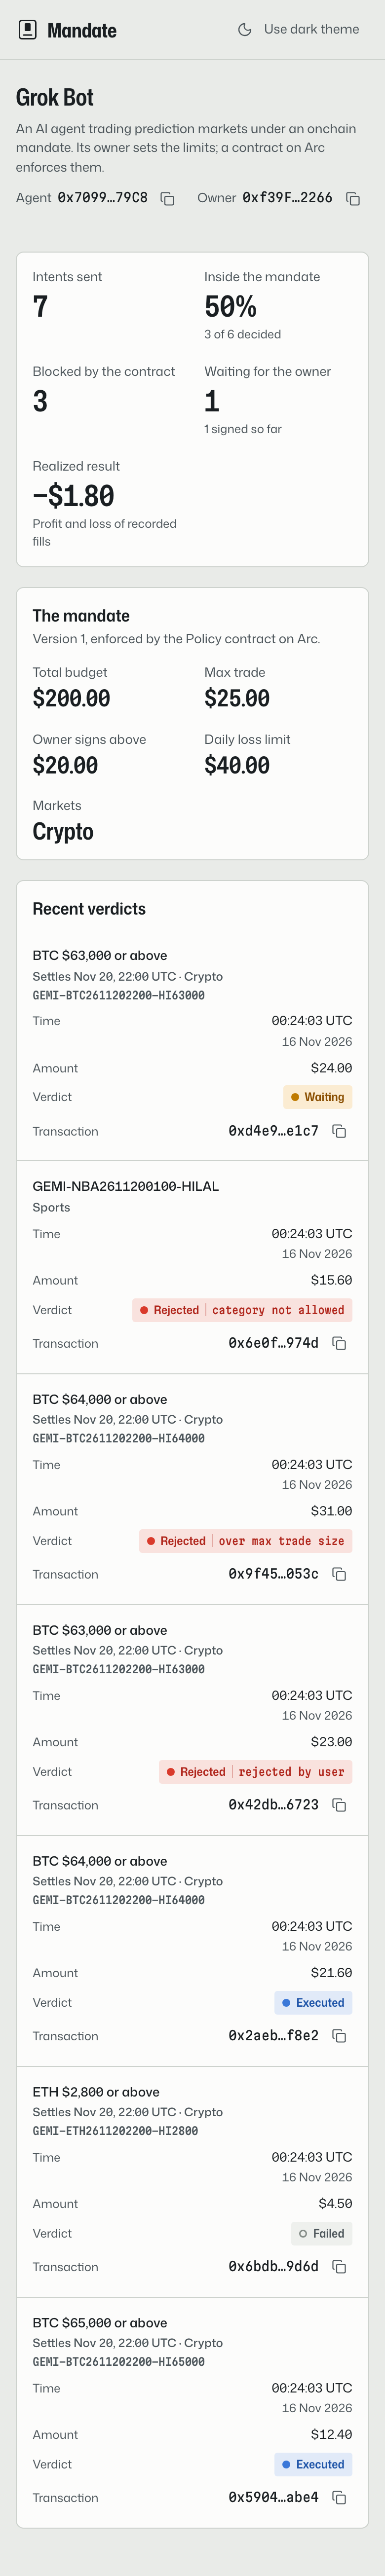 Mandate
Use dark theme
Grok Bot
An AI agent trading prediction markets under an onchain
mandate. Its owner sets the limits; a contract on Arc
enforces them.
Agent 0x7099…79C8 Owner 0xf39F…2266
Intents sent
7
Inside the mandate
50%
3 of 6 decided
Blocked by the contract
3
Waiting for the owner
1
1 signed so far
Realized result
−$1.80
Profit and loss of recorded
fills
The mandate
Version 1, enforced by the Policy contract on Arc.
Total budget
$200.00
Max trade
$25.00
Owner signs above
$20.00
Daily loss limit
$40.00
Markets
Crypto
Recent verdicts
BTC $63,000 or above
Settles Nov 20, 22:00 UTC · Crypto
GEMI-BTC2611202200-HI63000
Time 00:24:03 UTC
16 Nov 2026
Amount $24.00
Verdict Waiting
Transaction 0xd4e9…e1c7
GEMI-NBA2611200100-HILAL
Sports
Time 00:24:03 UTC
16 Nov 2026
Amount $15.60
Verdict Rejected category not allowed
Transaction 0x6e0f…974d
BTC $64,000 or above
Settles Nov 20, 22:00 UTC · Crypto
GEMI-BTC2611202200-HI64000
Time 00:24:03 UTC
16 Nov 2026
Amount $31.00
Verdict Rejected over max trade size
Transaction 0x9f45…053c
BTC $63,000 or above
Settles Nov 20, 22:00 UTC · Crypto
GEMI-BTC2611202200-HI63000
Time 00:24:03 UTC
16 Nov 2026
Amount $23.00
Verdict Rejected rejected by user
Transaction 0x42db…6723
BTC $64,000 or above
Settles Nov 20, 22:00 UTC · Crypto
GEMI-BTC2611202200-HI64000
Time 00:24:03 UTC
16 Nov 2026
Amount $21.60
Verdict Executed
Transaction 0x2aeb…f8e2
ETH $2,800 or above
Settles Nov 20, 22:00 UTC · Crypto
GEMI-ETH2611202200-HI2800
Time 00:24:03 UTC
16 Nov 2026
Amount $4.50
Verdict Failed
Transaction 0x6bdb…9d6d
BTC $65,000 or above
Settles Nov 20, 22:00 UTC · Crypto
GEMI-BTC2611202200-HI65000
Time 00:24:03 UTC
16 Nov 2026
Amount $12.40
Verdict Executed
Transaction 0x5904…abe4